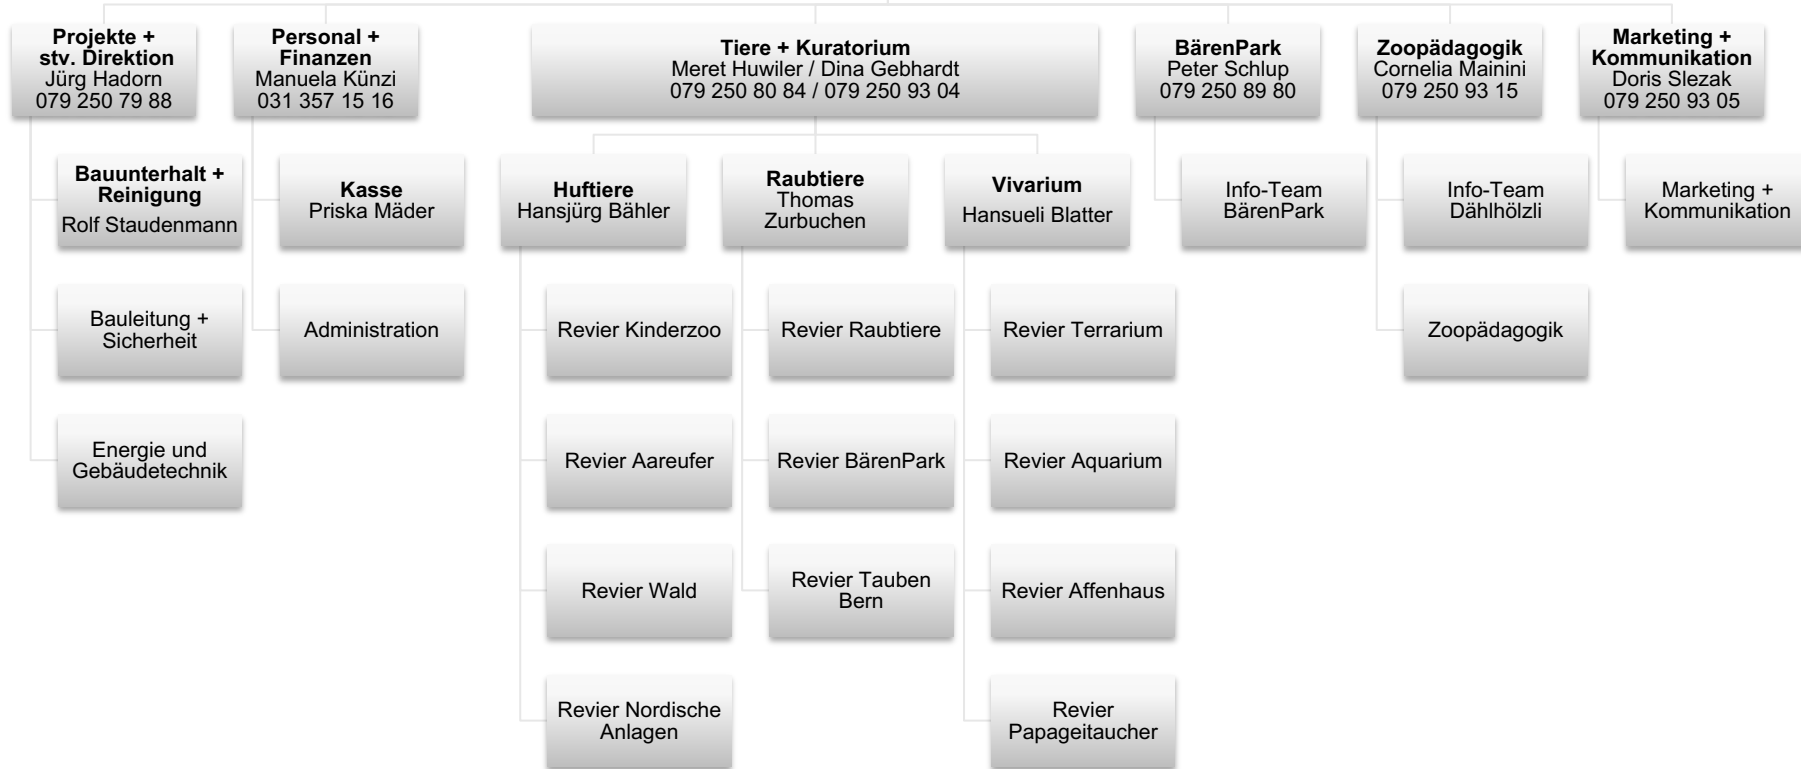 Projekte +
stv. Direktion
Jürg Hadorn
079 250 79 88
Personal +
Finanzen
Manuela Künzi
031 357 15 16
Tiere + Kuratorium
Meret Huwiler / Dina Gebhardt
079 250 80 84 / 079 250 93 04
BärenPark
Peter Schlup
079 250 89 80
Zoopädagogik
Cornelia Mainini
079 250 93 15
Marketing +
Kommunikation
Doris Slezak
079 250 93 05
Bauunterhalt +
Reinigung
Rolf Staudenmann
Kasse
Priska Mäder
Huftiere
Hansjürg Bähler
Raubtiere
Thomas
Zurbuchen
Vivarium
Hansueli Blatter
Info-Team
BärenPark
Info-Team
Dählhölzli
Marketing +
Kommunikation
Bauleitung +
Sicherheit
Administration
Revier Kinderzoo
Revier Raubtiere
Revier Terrarium
Zoopädagogik
Energie und
Gebäudetechnik
Revier Aareufer
Revier BärenPark
Revier Aquarium
Revier Wald
Revier Tauben
Bern
Revier Affenhaus
Revier Nordische
Anlagen
Revier
Papageitaucher